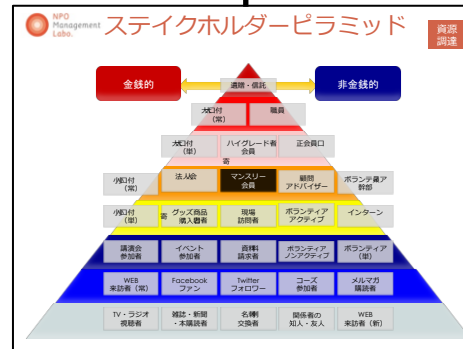 NPO
Management
Labo.
ステイクホルダーピラミッド
資源
調達
金銭的
遺贈・信託
非金銭的
大口寄付
(常)
職員
大口寄付
(単)
ハイグレード者
会員
正会員口
小口寄付
(常)
法人会
マンスリー
会員
顧問
アドバイザー
ボランティア
幹部
小口寄付
(単)
グッズ商品
購入者
現場
訪問者
ボランティア
アクティブ
インターン
講演会
参加者
イベント
参加者
資料
請求者
ボランティア
ノンアクティブ
ボランティア
(単)
WEB
来訪者(常)
Facebook
ファン
Twitter
フォロワー
コーズ
参加者
メルマガ
購読者
TV・ラジオ
視聴者
雑誌・新聞
・本購読者
名刺
交換者
関係者の
知人・友人
WEB
来訪者(新)